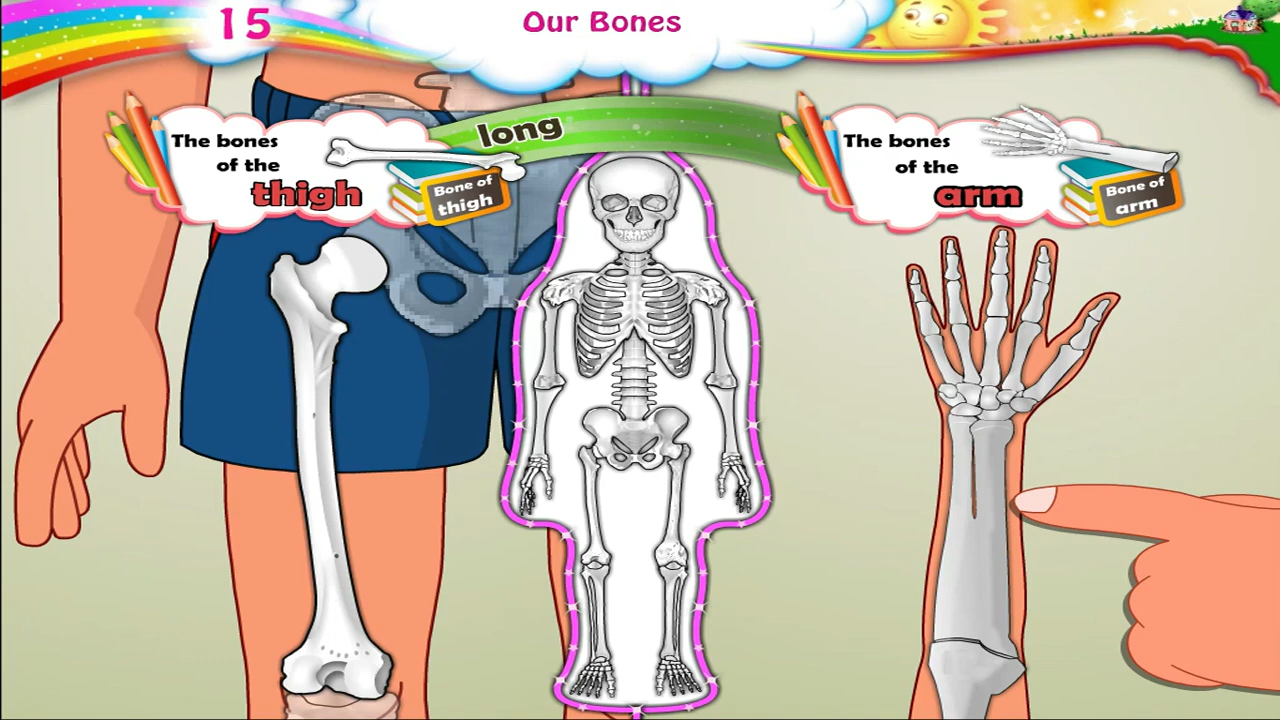 15
Our Bones
long
The bones
of the
thigh
Bone of
thigh
The bones
of the
arm
Bone of
arm